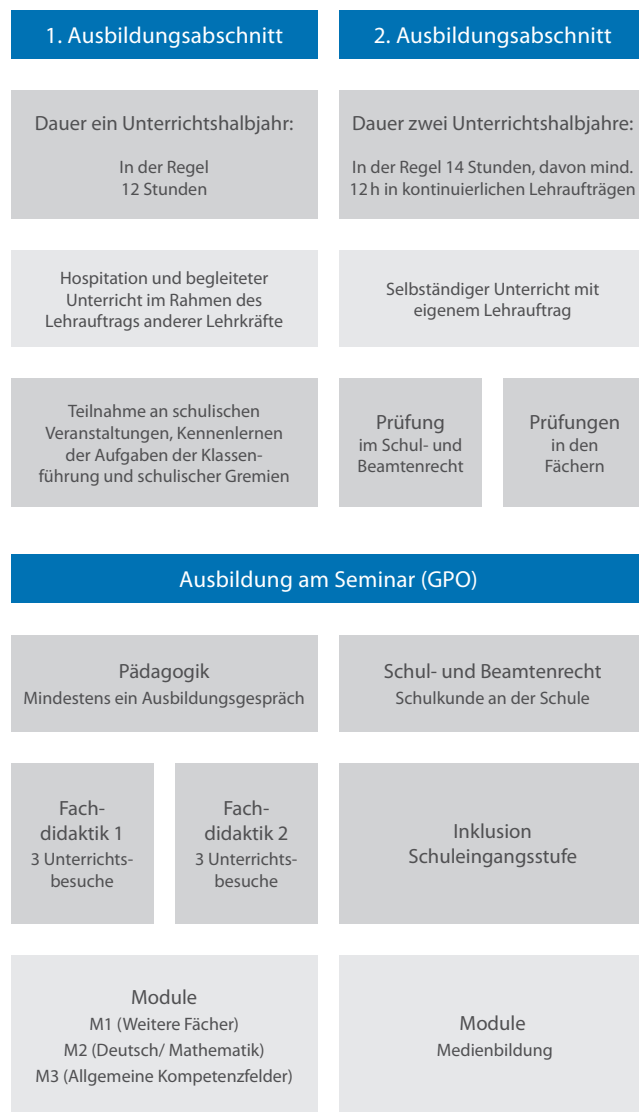 1. Ausbildungsabschnitt
2. Ausbildungsabschnitt
Dauer ein Unterrichtshalbjahr:
In der Regel
12 Stunden
Dauer zwei Unterrichtshalbjahre:
In der Regel 14 Stunden, davon mind.
12 h in kontinuierlichen Lehraufträgen
Hospitation und begleiteter
Unterricht im Rahmen des
Lehrauftrags anderer Lehrkräfte
Selbständiger Unterricht mit
eigenem Lehrauftrag
Teilnahme an schulischen
Veranstaltungen, Kennenlernen
der Aufgaben der Klassen-
führung und schulischer Gremien
Prüfung
im Schul- und
Beamtenrecht
Prüfungen
in den
Fächern
Ausbildung am Seminar (GPO)
Pädagogik
Mindestens ein Ausbildungsgespräch
Schul- und Beamtenrecht
Schulkunde an der Schule
Fach-
didaktik 1
3 Unterrichts-
besuche
Fach-
didaktik 2
3 Unterrichts-
besuche
Inklusion
Schuleingangsstufe
Module
M1 (Weitere Fächer)
M2 (Deutsch/ Mathematik)
M3 (Allgemeine Kompetenzfelder)
Module
Medienbildung